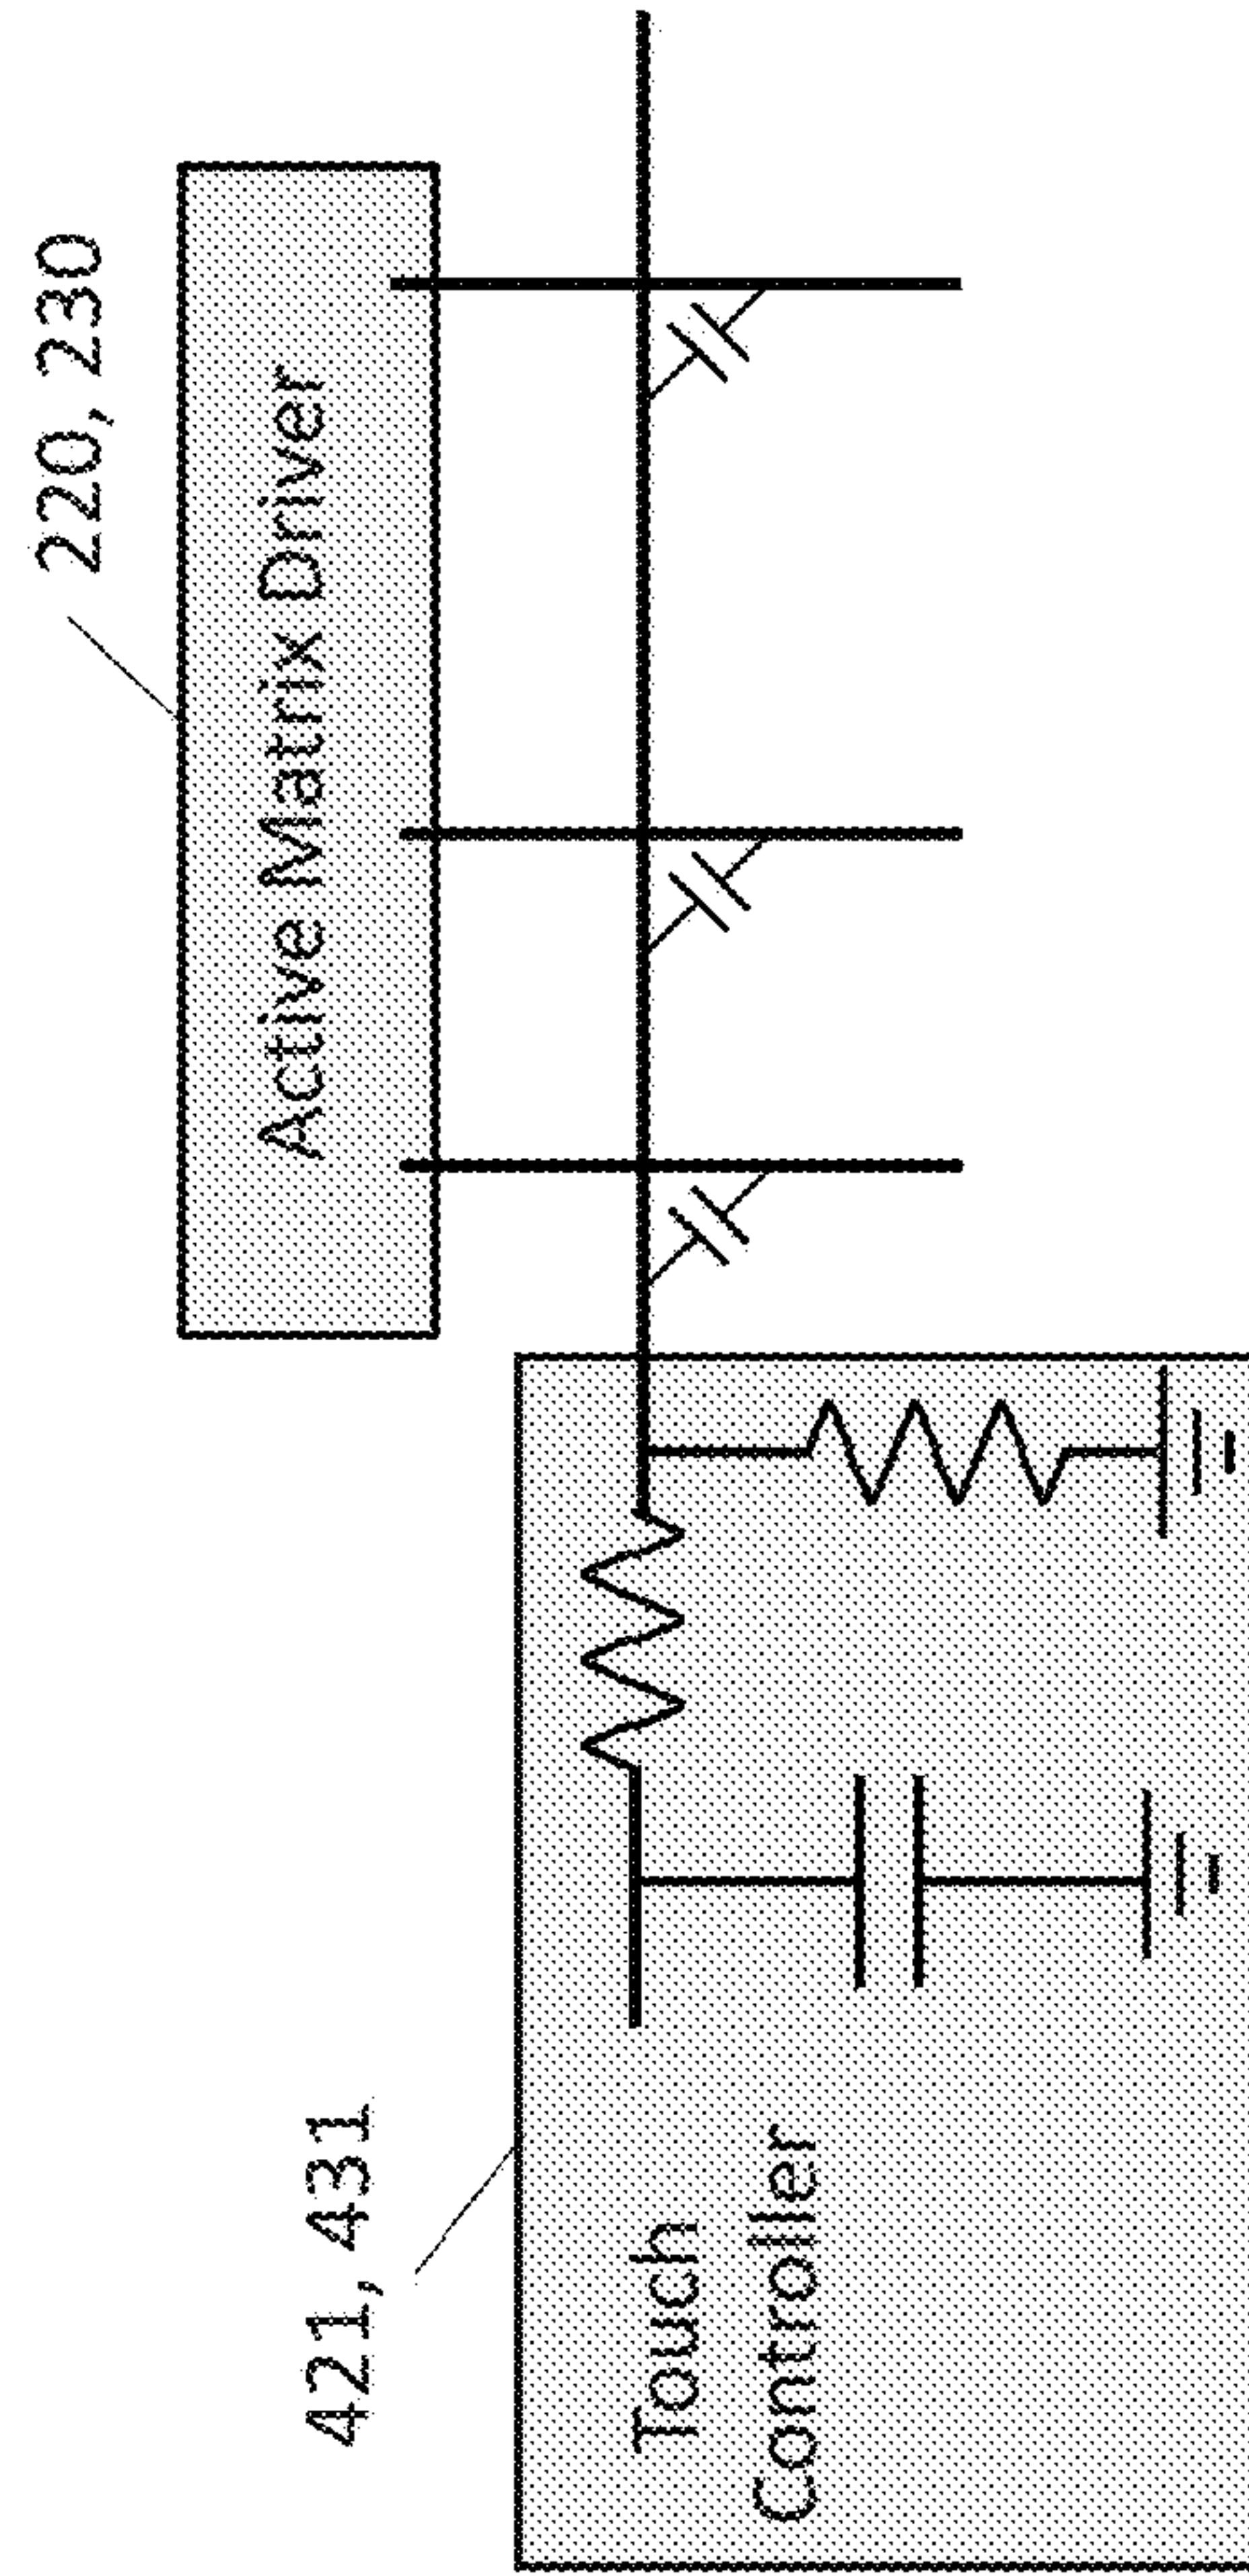 220, 230
Active Matrix Driver
421, 431
Touch
Controller